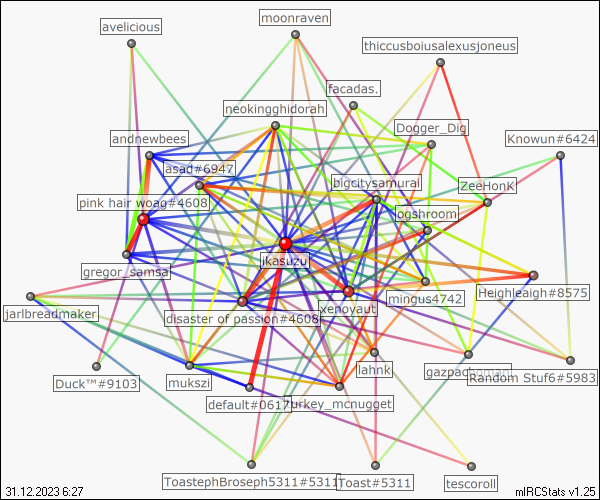 moonraven
avelicious
thiccusboiusalexusjoneus
facadas.
neokingghidorah
Dogger_Dig
andnewbees
Knowun#6424
asad#6947
bigcitysamurai
ZeeHonk
pink hair woag#4608
ogshroom
jkasuzu
gregor_samsa
Heighleaigh#8575
mingus4742
xenoyaut
jarlbreadmaker
disaster of passion#4608
lahnk
gazpachoman
Random Stuf6#5983
Duck™#9103
mukszi
default#0617
turkey_mcnugget
ToastephBroseph5311#5311
Toast#5311
tescoroll
31.12.2023 6:27
mIRCStats v1.25